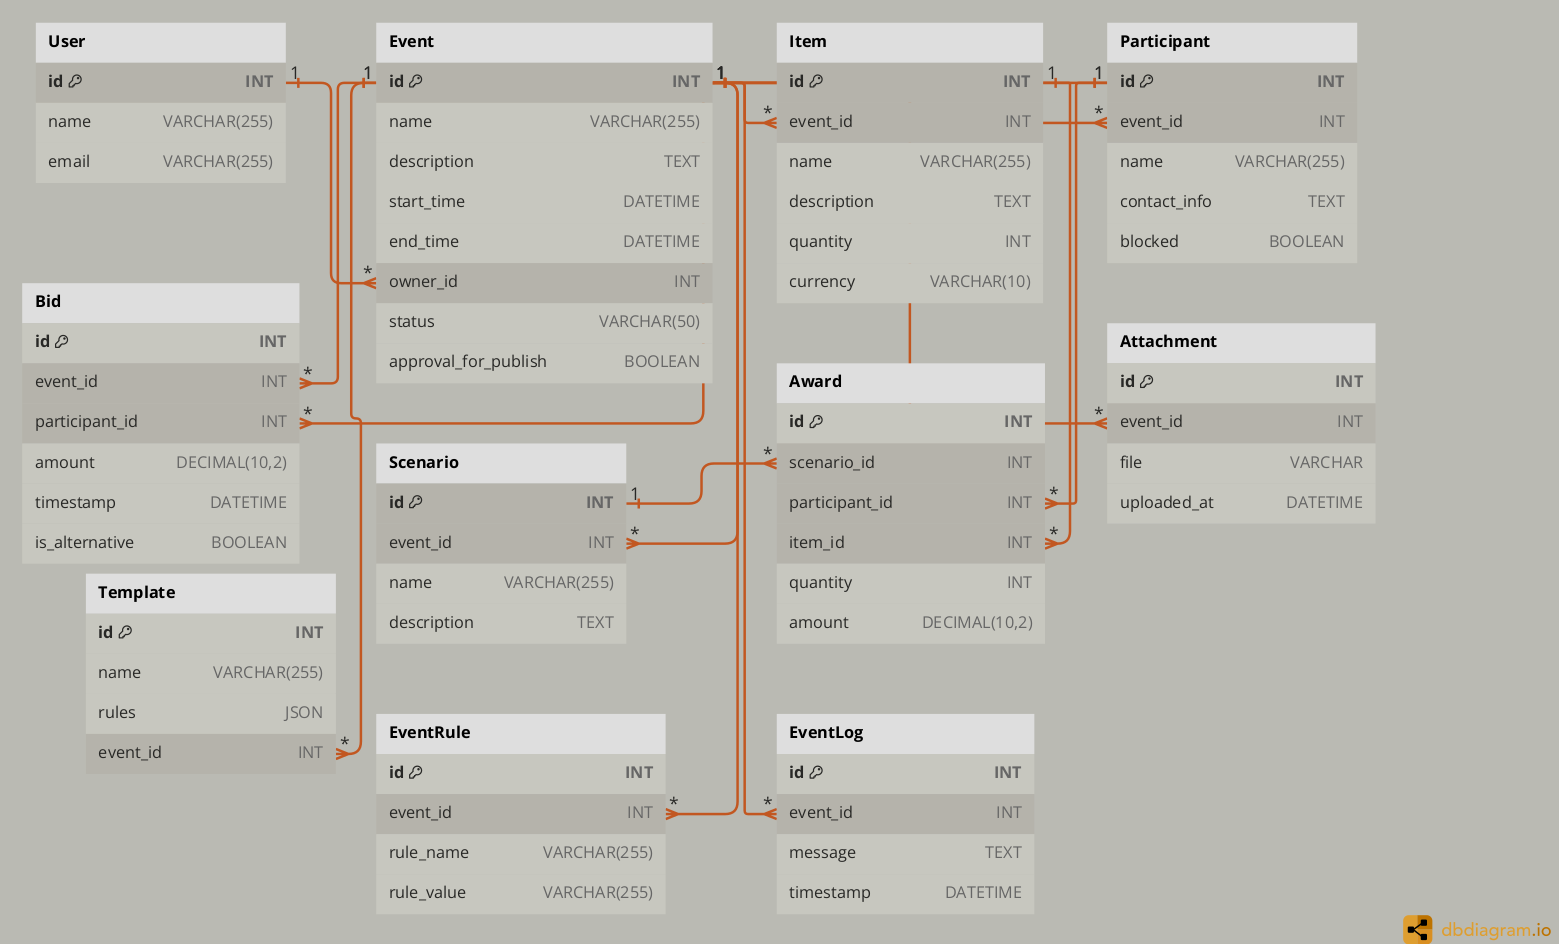 User
id INT
name VARCHAR(255)
email VARCHAR(255)
1
Event
id INT
name VARCHAR(255)
description TEXT
start_time DATETIME
end_time DATETIME
owner_id INT
status VARCHAR(50)
approval_for_publish BOOLEAN
1
1
*
Item
id INT
event_id INT
name VARCHAR(255)
description TEXT
quantity INT
currency VARCHAR(10)
*
1
Participant
id INT
event_id INT
name VARCHAR(255)
contact_info TEXT
blocked BOOLEAN
1
*
Bid
id INT
event_id INT
participant_id INT
amount DECIMAL(10,2)
timestamp DATETIME
is_alternative BOOLEAN
*
*
Scenario
id INT
event_id INT
name VARCHAR(255)
description TEXT
1
*
Award
id INT
scenario_id INT
participant_id INT
item_id INT
quantity INT
amount DECIMAL(10,2)
*
*
*
Attachment
id INT
event_id INT
file VARCHAR
uploaded_at DATETIME
*
Template
id INT
name VARCHAR(255)
rules JSON
event_id INT
*
EventRule
id INT
event_id INT
rule_name VARCHAR(255)
rule_value VARCHAR(255)
*
EventLog
id INT
event_id INT
message TEXT
timestamp DATETIME
*
dbdiagram.io